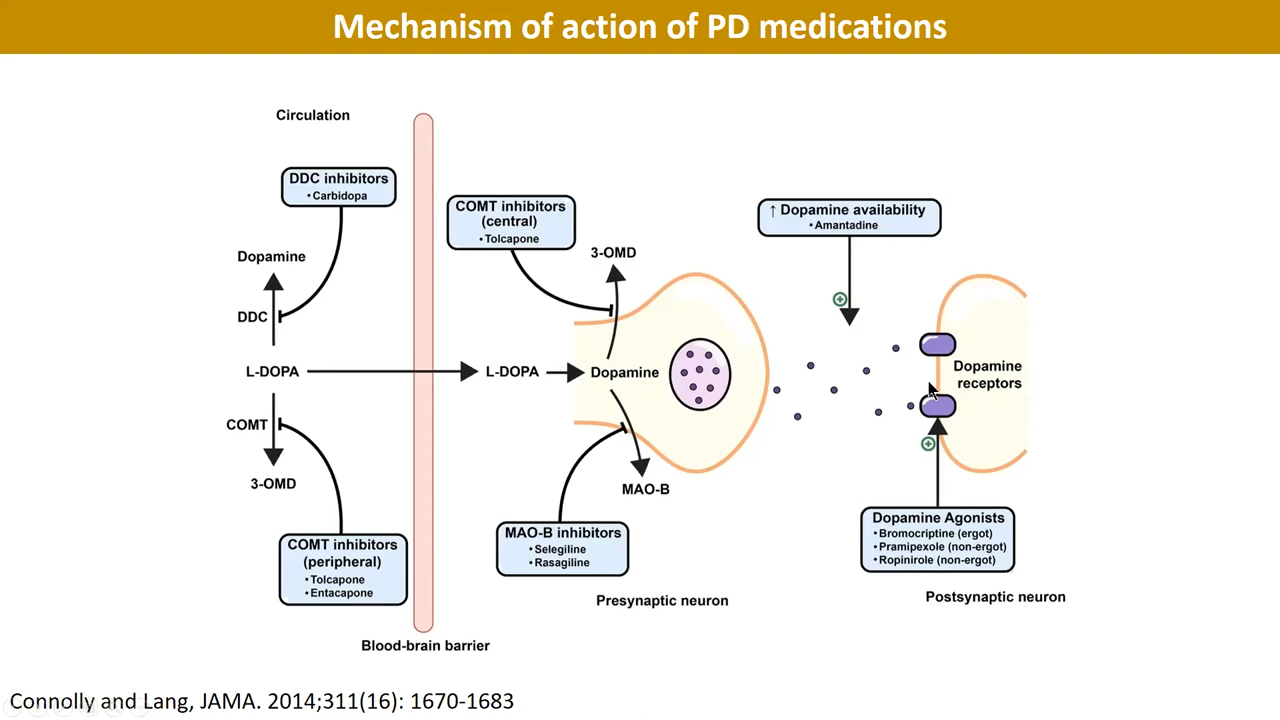 Mechanism of action of PD medications
Circulation
DDC inhibitors
• Carbidopa
Dopamine
DDC
L-DOPA
COMT
3-OMD
COMT inhibitors
(peripheral)
• Tolcapone
• Entacapone
Blood-brain barrier
COMT inhibitors
(central)
• Tolcapone
3-OMD
L-DOPA
Dopamine
MAO-B
MAO-B inhibitors
• Selegiline
• Rasagiline
Presynaptic neuron
↑ Dopamine availability
• Amantadine
Dopamine
receptors
Dopamine Agonists
• Bromocriptine (ergot)
• Pramipexole (non-ergot)
• Ropinirole (non-ergot)
Postsynaptic neuron
Connolly and Lang, JAMA. 2014;311(16): 1670-1683